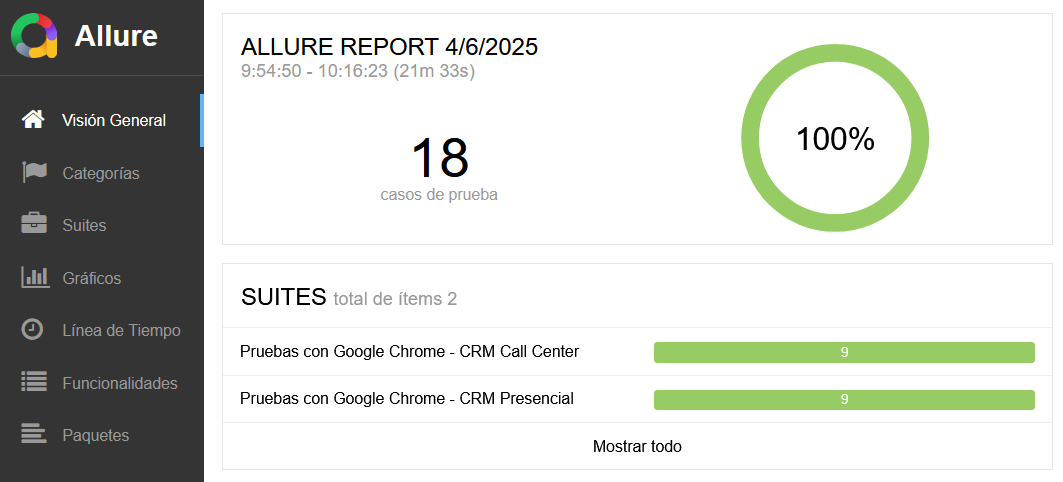 Allure
Visión General
Categorías
Suites
Gráficos
Línea de Tiempo
Funcionalidades
Paquetes
ALLURE REPORT 4/6/2025
9:54:50 - 10:16:23 (21m 33s)
18
casos de prueba
100%
SUITES total de ítems 2
Pruebas con Google Chrome - CRM Call Center 9
Pruebas con Google Chrome - CRM Presencial 9
Mostrar todo